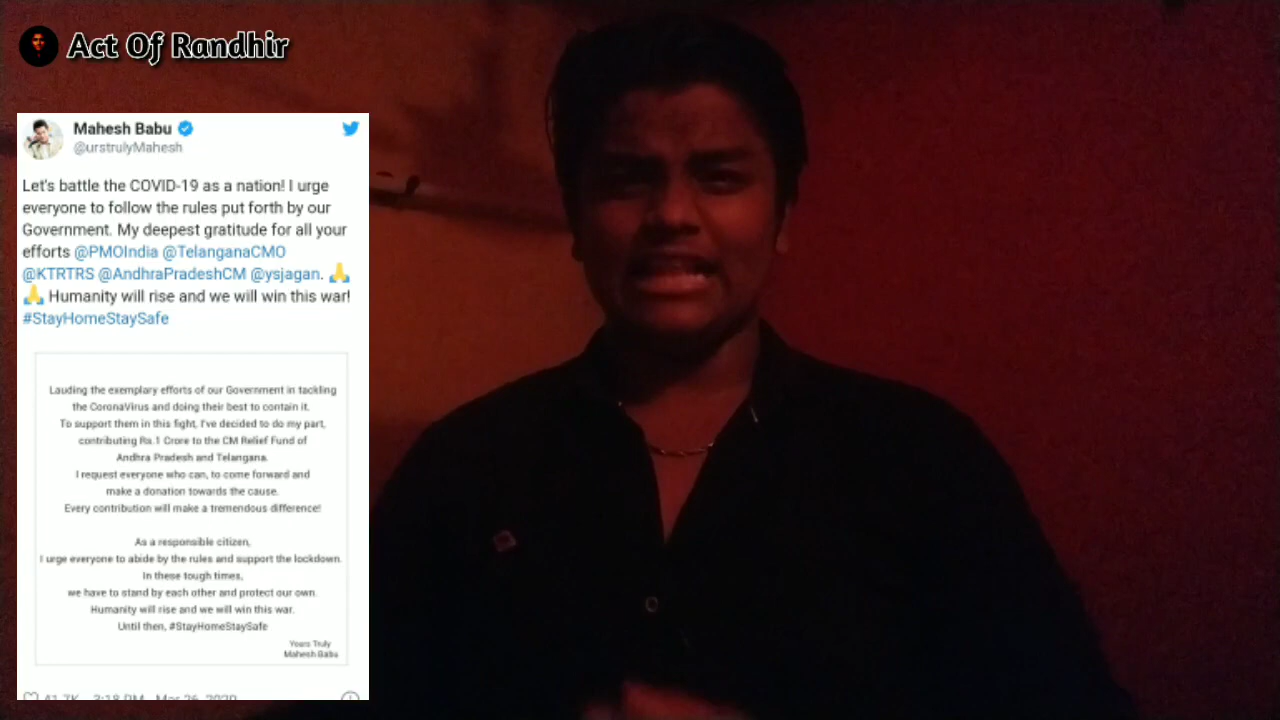 Act Of Randhir
Mahesh Babu
@urstrulyMahesh
Let's battle the COVID-19 as a nation! I urge
everyone to follow the rules put forth by our
Government. My deepest gratitude for all your
efforts @PMOIndia @TelanganaCMO
@KTRTRS @AndhraPradeshCM @ysjagan. 🙏
🙏 Humanity will rise and we will win this war!
#StayHomeStaySafe
Lauding the exemplary efforts of our Government in tackling
the CoronaVirus and doing their best to contain it.
To support them in this fight, I've decided to do my part,
contributing Rs.1 Crore to the CM Relief Fund of
Andhra Pradesh and Telangana.
I request everyone who can, to come forward and
make a donation towards the cause.
Every contribution will make a tremendous difference!
As a responsible citizen,
I urge everyone to abide by the rules and support the lockdown.
In these tough times,
we have to stand by each other and protect our own.
Humanity will rise and we will win this war.
Until then, #StayHomeStaySafe
Yours Truly
Mahesh Babu
41.7K 3:18 PM - Mar 26, 2020